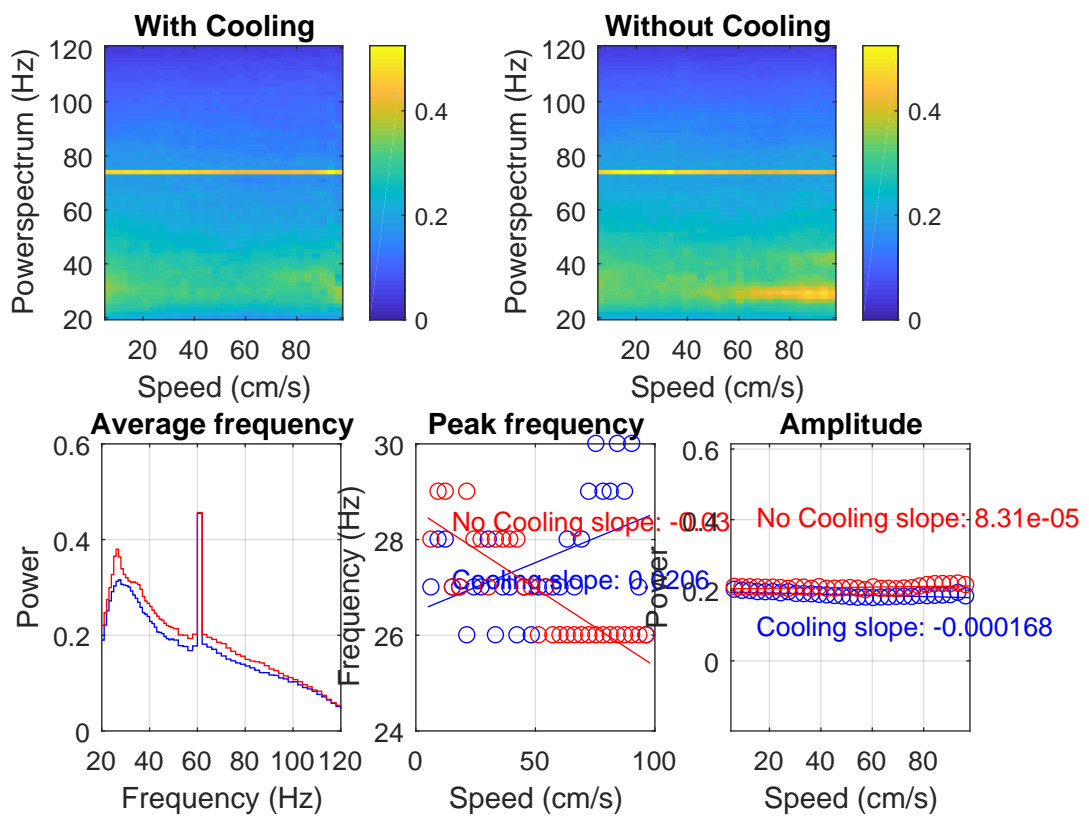 With Cooling
Without Cooling
Powerspectrum (Hz)
120
100
80
60
40
20
20 40 60 80
Speed (cm/s)
0.4
0.2
0
Powerspectrum (Hz)
120
100
80
60
40
20
20 40 60 80
Speed (cm/s)
0.4
0.2
0
Average frequency
Power
0.6
0.4
0.2
0
20 40 60 80 100 120
Frequency (Hz)
Peak frequency
Frequency (Hz)
30
28
26
24
No Cooling slope: -0.03
Cooling slope: 0.0206
0 50 100
Speed (cm/s)
Amplitude
Power
0.6
0.4
0.2
0
No Cooling slope: 8.31e-05
Cooling slope: -0.000168
20 40 60 80
Speed (cm/s)